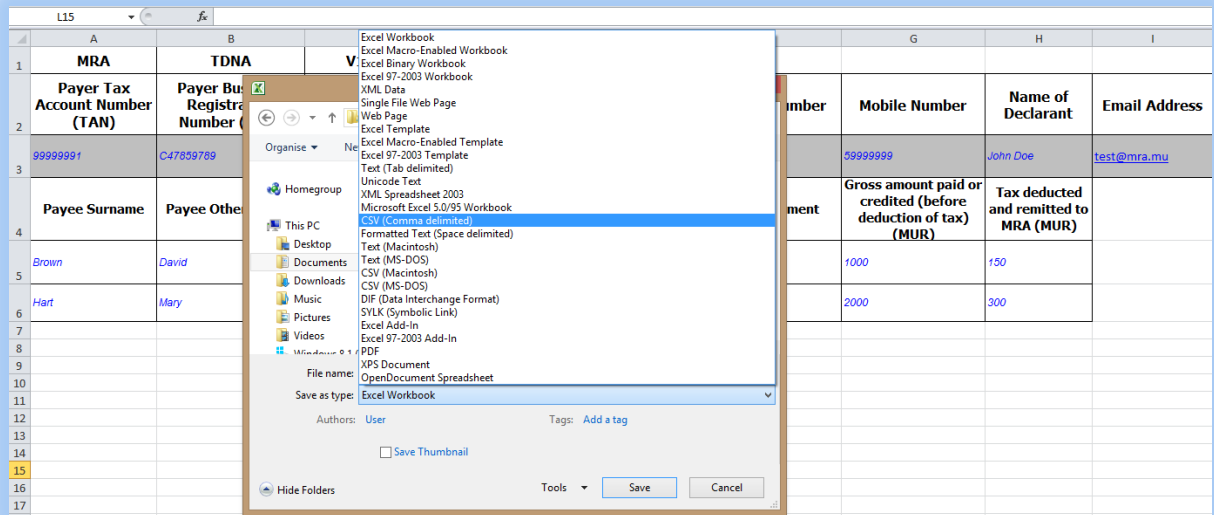 L15
fx
A B G H I
1 MRA TDNA
Payer Tax
Account Number
(TAN)
Mobile Number
Name of
Declarant
Email Address
2
3 99999991 C47859789 59999999 John Doe test@mra.mu
Payee Surname
Gross amount paid or
credited (before
deduction of tax)
(MUR)
Tax deducted
and remitted to
MRA (MUR)
4
5 Brown David 1000 150
6 Hart Mary 2000 300
7
8
9
10
11
12
13
14
15
16
17
Organise
Homegroup
This PC
Desktop
Documents
Downloads
Music
Pictures
Videos
Excel Workbook
Excel Macro-Enabled Workbook
Excel Binary Workbook
Excel 97-2003 Workbook
XML Data
Single File Web Page
Web Page
Excel Template
Excel Macro-Enabled Template
Excel 97-2003 Template
Text (Tab delimited)
Unicode Text
XML Spreadsheet 2003
Microsoft Excel 5.0/95 Workbook
CSV (Comma delimited)
Formatted Text (Space delimited)
Text (Macintosh)
Text (MS-DOS)
CSV (Macintosh)
CSV (MS-DOS)
DIF (Data Interchange Format)
SYLK (Symbolic Link)
Excel Add-In
Excel 97-2003 Add-In
PDF
XPS Document
OpenDocument Spreadsheet
File name:
Save as type: Excel Workbook
Authors: User Tags: Add a tag
Save Thumbnail
Hide Folders Tools Save Cancel